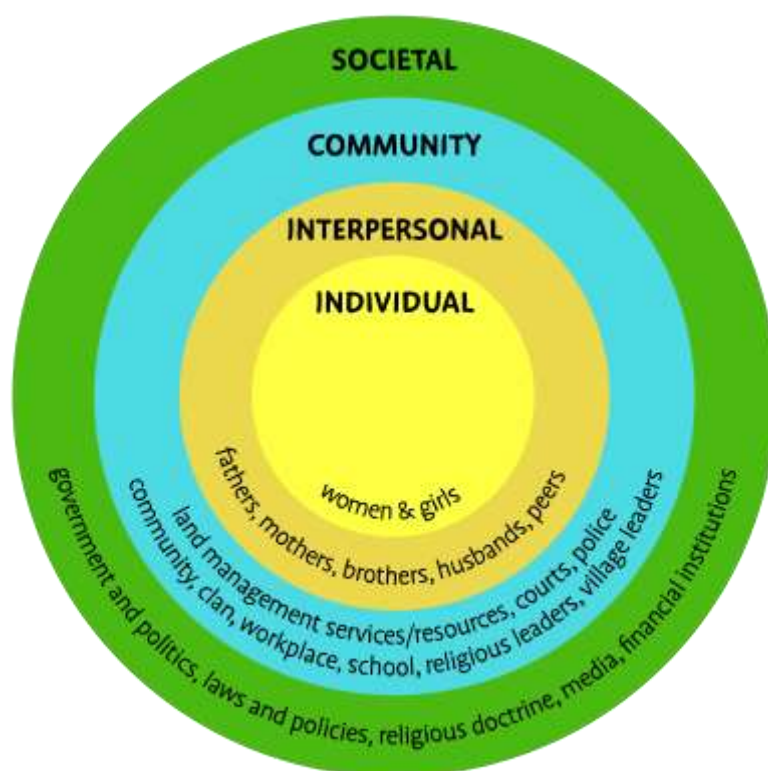 SOCIETAL
COMMUNITY
INTERPERSONAL
INDIVIDUAL
women & girls
fathers, mothers, brothers, husbands, peers
land management services/resources, courts, police
community, clan, workplace, school, religious leaders, village leaders
government and politics, laws and policies, religious doctrine, media, financial institutions